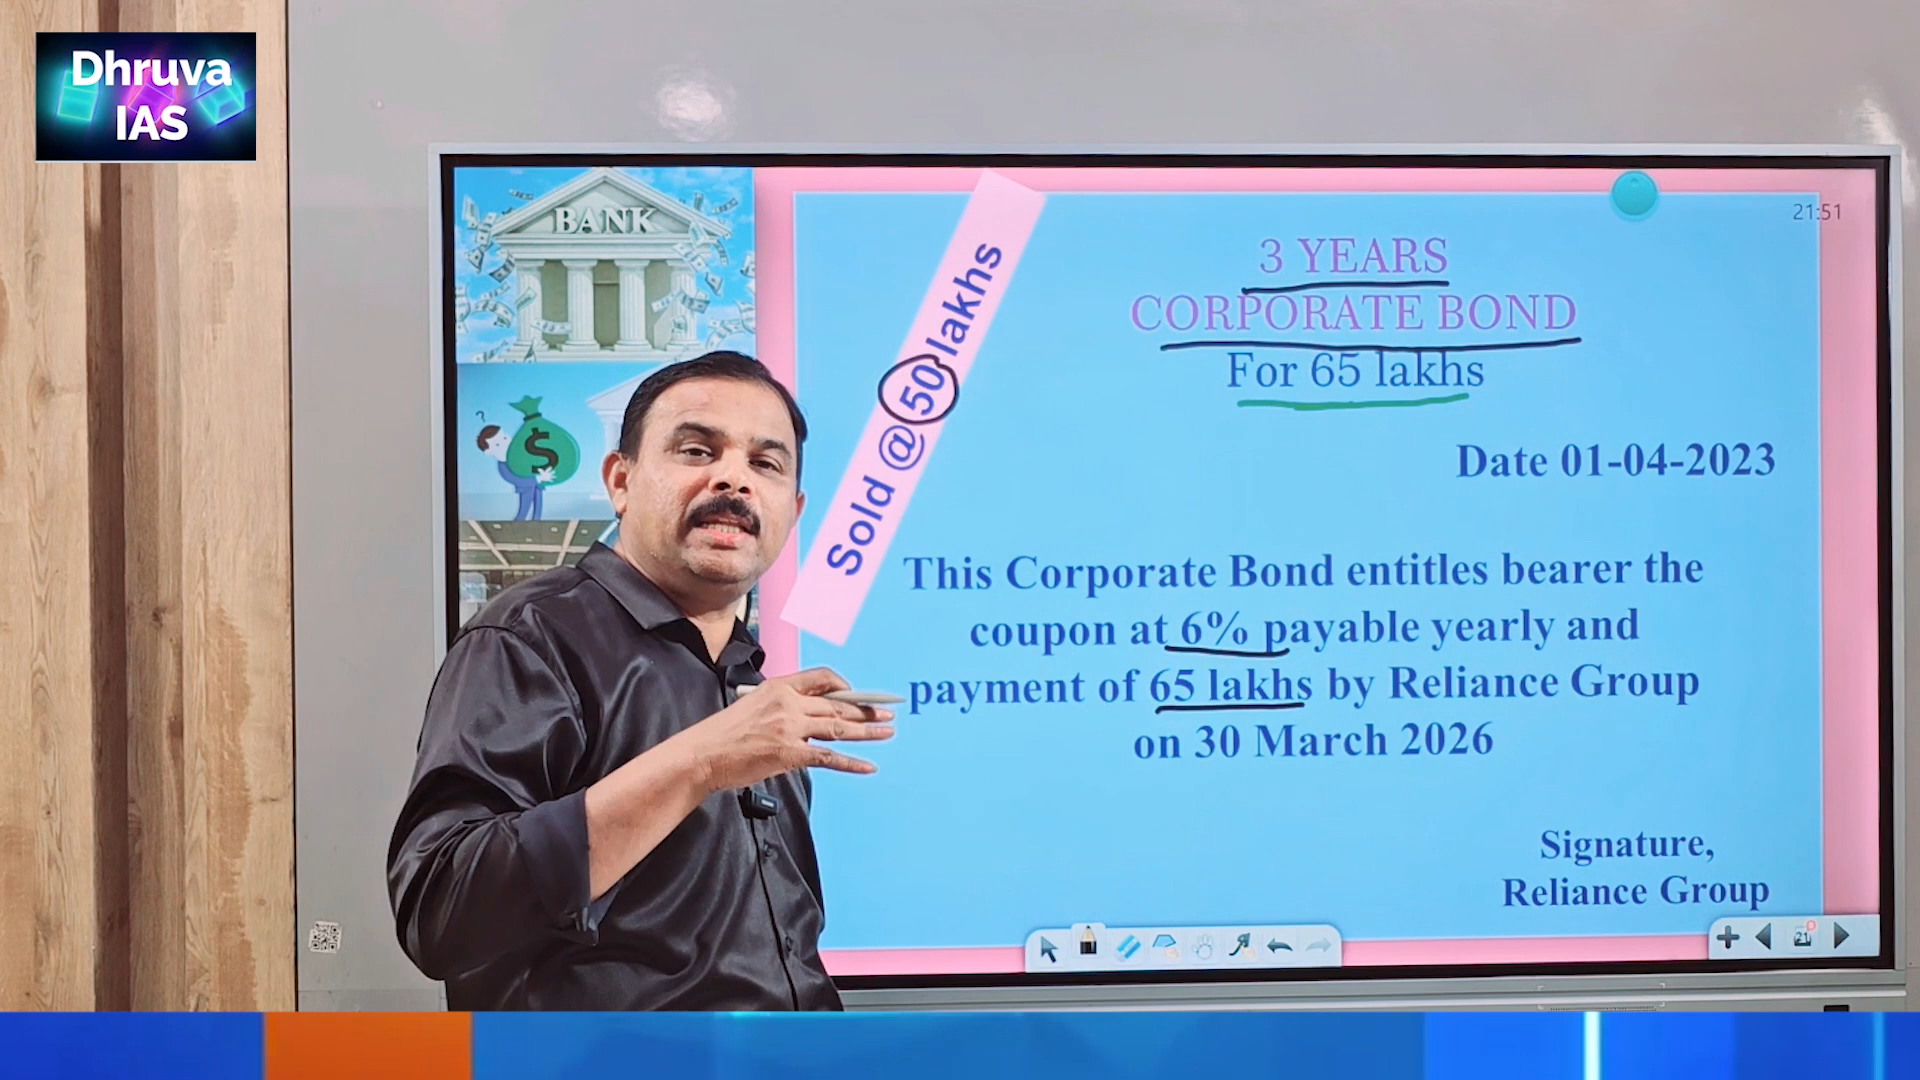 Dhruva
IAS
BANK
21:51
3 YEARS
CORPORATE BOND
For 65 lakhs
Sold @ 50 lakhs
Date 01-04-2023
This Corporate Bond entitles bearer the
coupon at 6% payable yearly and
payment of 65 lakhs by Reliance Group
on 30 March 2026
Signature,
Reliance Group
?
$
21